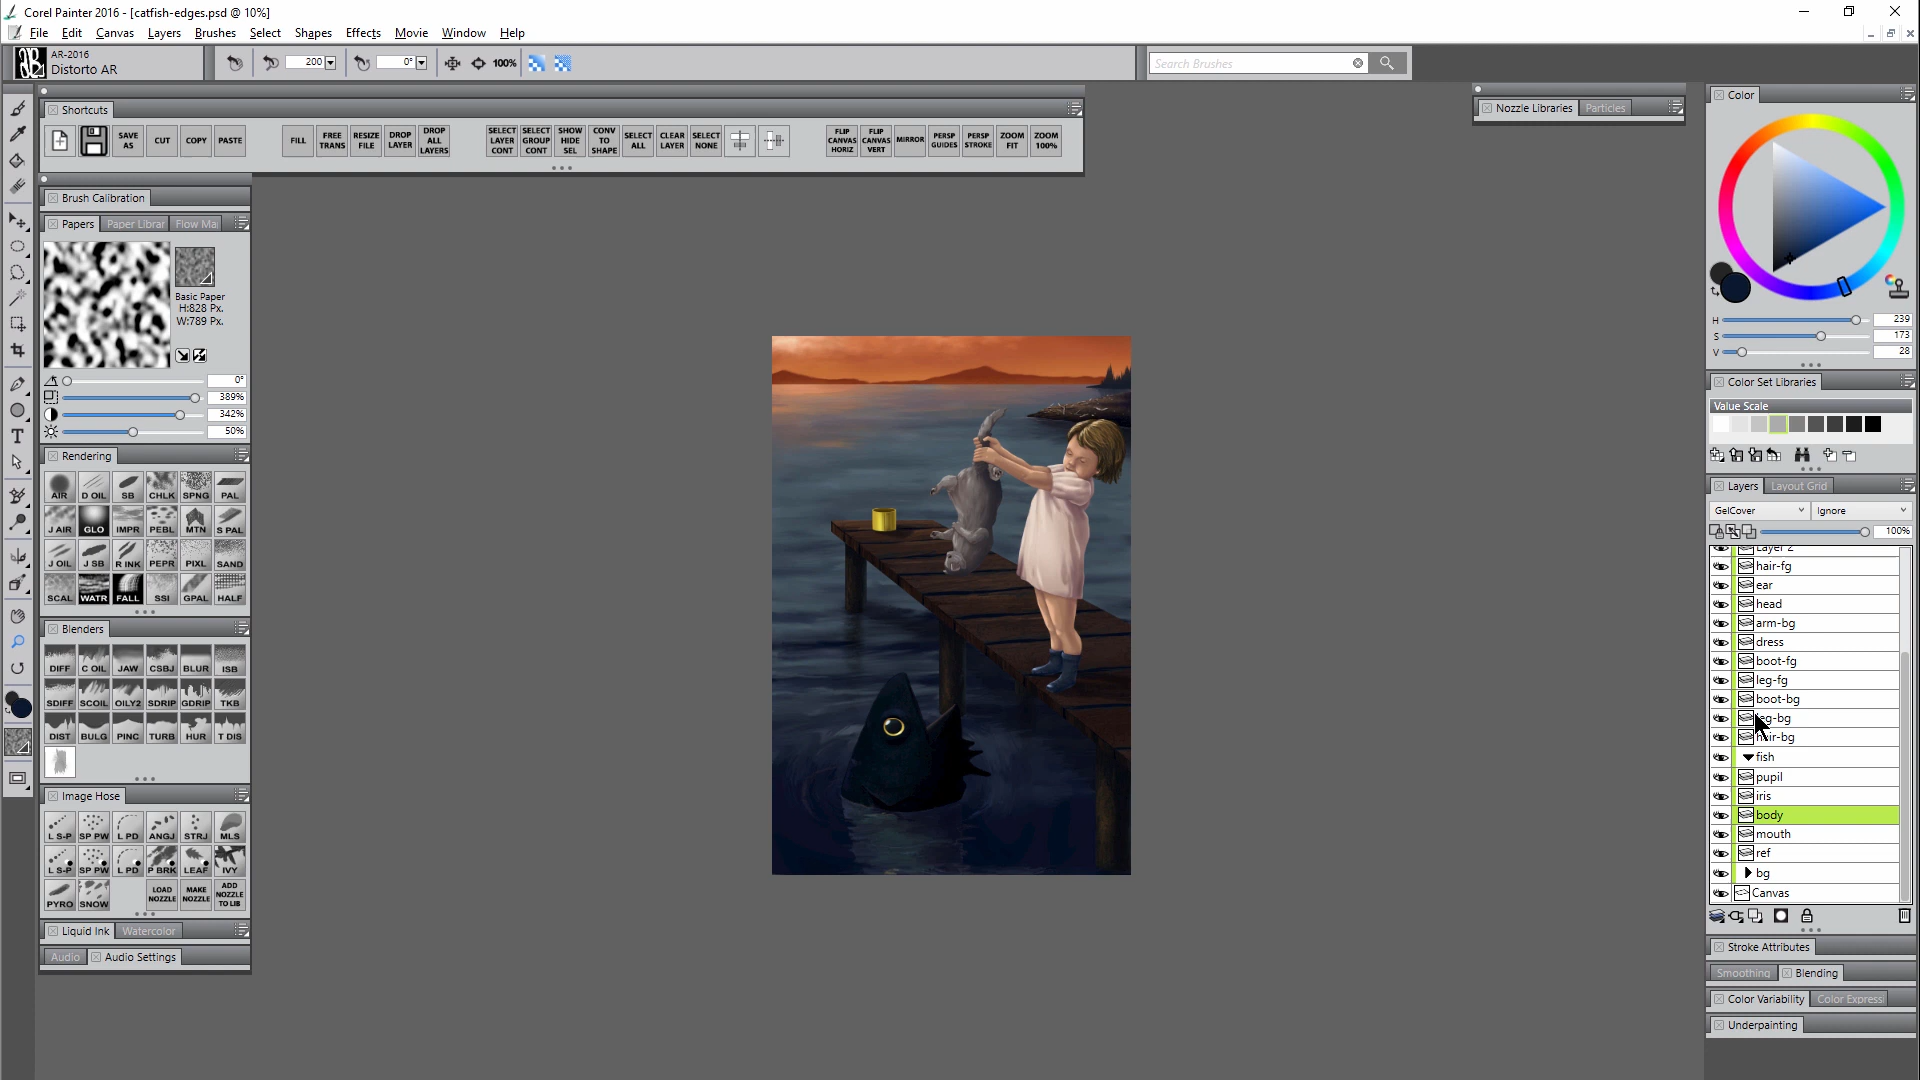 Corel Painter 2016 - [catfish-edges.psd @ 10%]
File Edit Canvas Layers Brushes Select Shapes Effects Movie Window Help
AR-2016
Distorto AR
200
0°
100%
Search Brushes
Shortcuts
SAVE AS
CUT
COPY
PASTE
FILL
FREE TRANS
RESIZE FILE
DROP LAYER
DROP ALL LAYERS
SELECT LAYER CONT
SELECT GROUP CONT
SHOW HIDE SEL
CONV TO SHAPE
SELECT ALL
CLEAR LAYER
SELECT NONE
FLIP CANVAS HORIZ
FLIP CANVAS VERT
MIRROR
PERSP GUIDES
PERSP STROKE
ZOOM FIT
ZOOM 100%
Nozzle Libraries Particles
Brush Calibration
Papers Paper Librar Flow Ma
Basic Paper
H:828 Px.
W:789 Px.
0°
389%
342%
50%
Rendering
AIR D OIL SB CHLK SPNG PAL
J AIR GLO IMPR PEBL MTN S PAL
J OIL J SB R INK PEPR PIXL SAND
SCAL WATR FALL SSI GPAL HALF
Blenders
DIFF C OIL JAW CSBJ BLUR ISB
SDIFF SCOIL OILY2 SDRIP GDRIP TKB
DIST BULG PINC TURB HUR T DIS
Image Hose
L S-P SP PW L PD ANGJ STRJ MLS
L S-P SP PW L PD P BRK LEAF IVY
PYRO SNOW LOAD NOZZLE MAKE NOZZLE ADD NOZZLE TO LIB
Liquid Ink Watercolor
Audio Audio Settings
Color
H 239
S 173
V 28
Color Set Libraries
Value Scale
Layers Layout Grid
GelCover Ignore
100%
Layer 2
hair-fg
ear
head
arm-bg
dress
boot-fg
leg-fg
boot-bg
leg-bg
hair-bg
fish
pupil
iris
body
mouth
ref
bg
Canvas
Stroke Attributes
Smoothing Blending
Color Variability Color Express
Underpainting